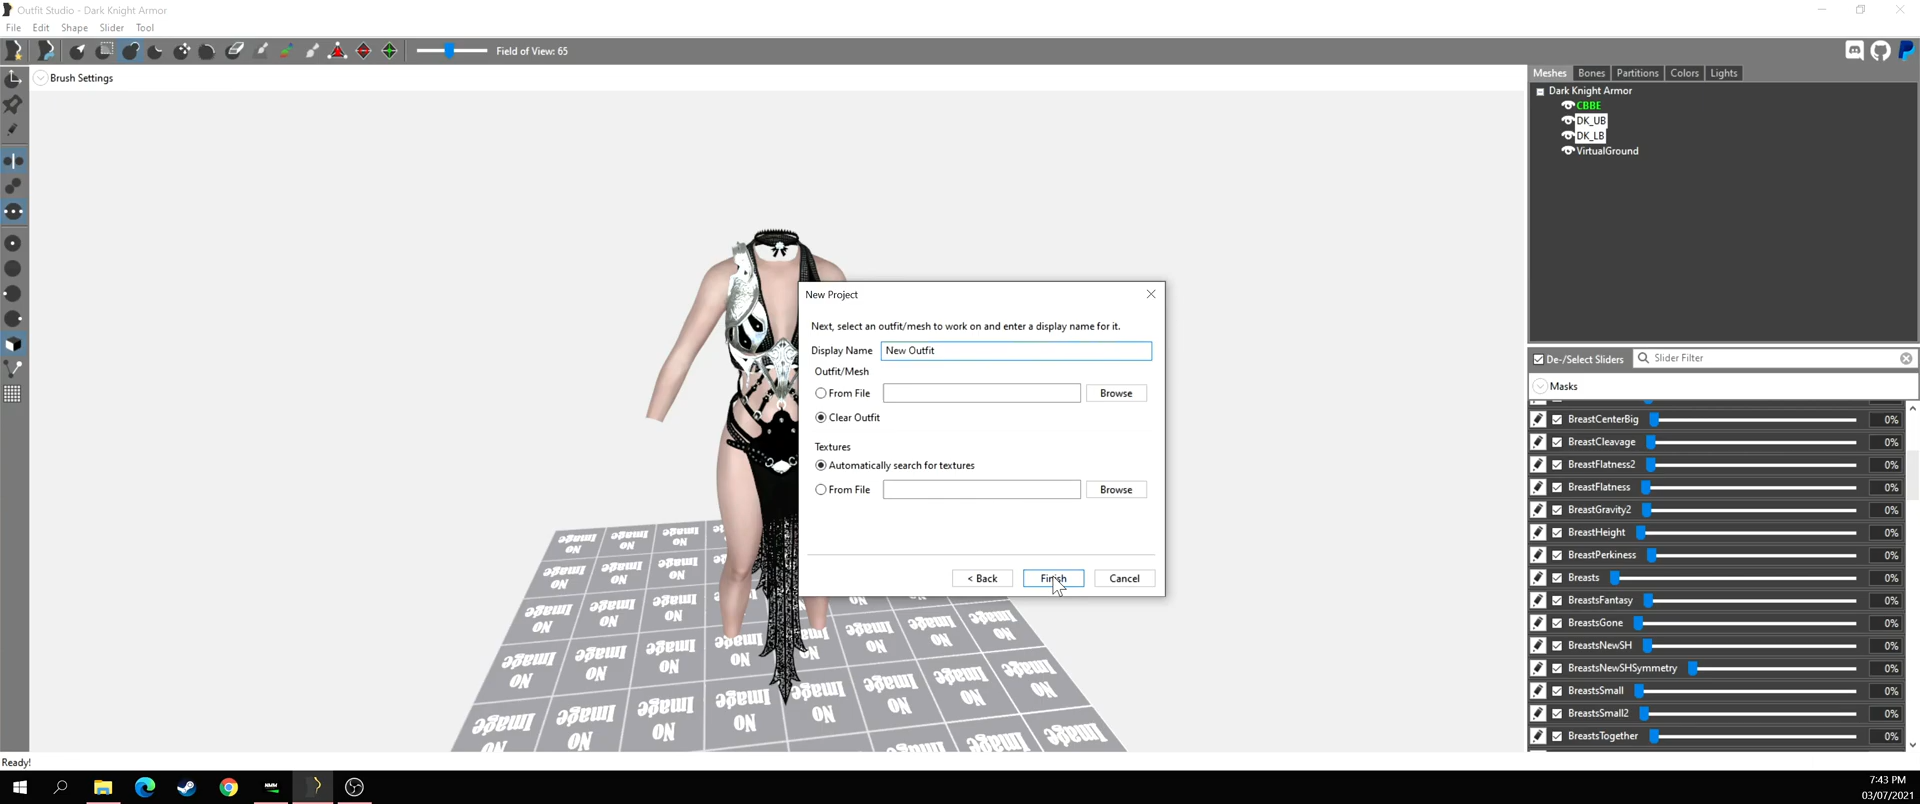 Outfit Studio - Dark Knight Armor
File Edit Shape Slider Tool
Field of View: 65
Brush Settings
Meshes Bones Partitions Colors Lights
Dark Knight Armor
CBBE
DK_UB
DK_LB
VirtualGround
New Project
Next, select an outfit/mesh to work on and enter a display name for it.
Display Name New Outfit
Outfit/Mesh
From File Browse
Clear Outfit
Textures
Automatically search for textures
From File Browse
< Back Finish Cancel
De-/Select Sliders Slider Filter
Masks
BreastCenterBig 0%
BreastCleavage 0%
BreastFlatness2 0%
BreastFlatness 0%
BreastGravity2 0%
BreastHeight 0%
BreastPerkiness 0%
Breasts 0%
BreastsFantasy 0%
BreastsGone 0%
BreastsNewSH 0%
BreastsNewSHSymmetry 0%
BreastsSmall 0%
BreastsSmall2 0%
BreastsTogether 0%
No Image
Ready!
NMM
7:43 PM
03/07/2021